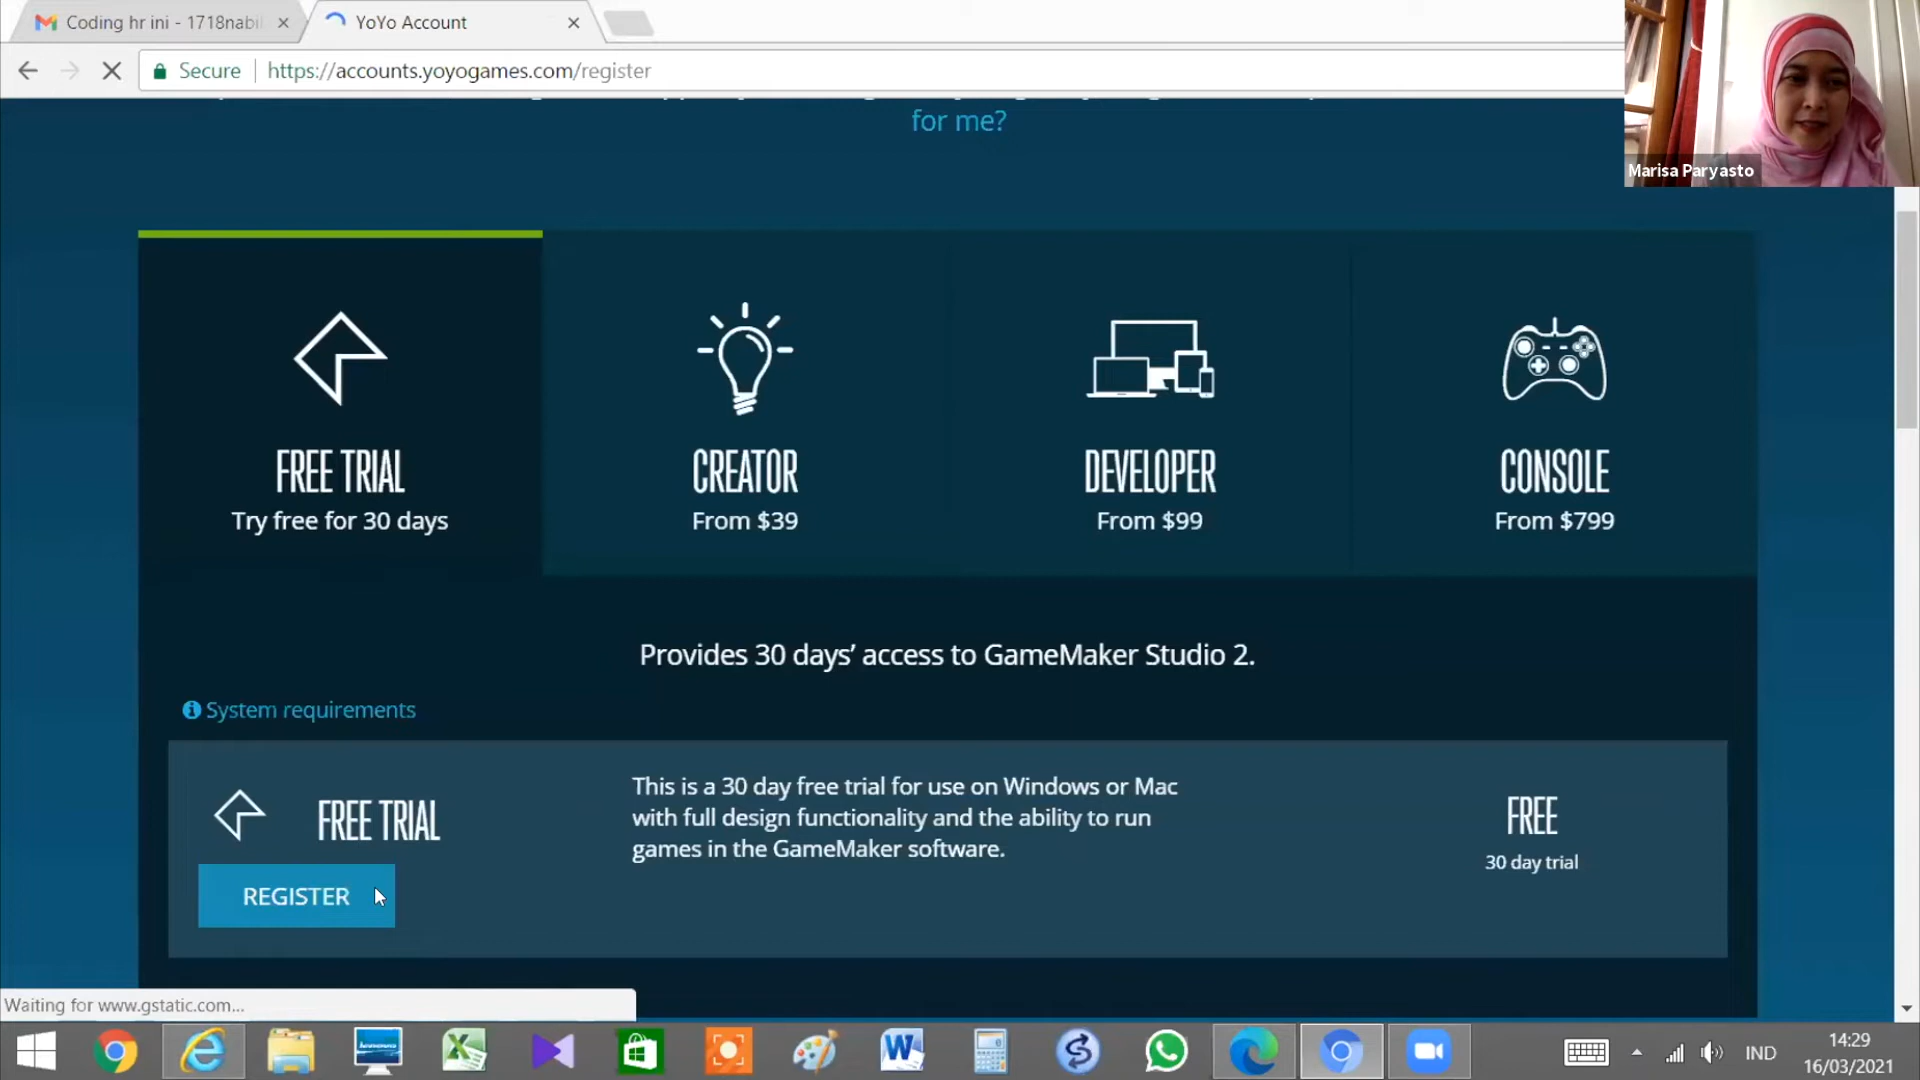 Coding hr ini - 1718nabi
YoYo Account
Secure
https://accounts.yoyogames.com/register
for me?
Marisa Paryasto
FREE TRIAL
Try free for 30 days
CREATOR
From $39
DEVELOPER
From $99
CONSOLE
From $799
Provides 30 days’ access to GameMaker Studio 2.
System requirements
FREE TRIAL
REGISTER
This is a 30 day free trial for use on Windows or Mac
with full design functionality and the ability to run
games in the GameMaker software.
FREE
30 day trial
Waiting for www.gstatic.com...
IND
14:29
16/03/2021